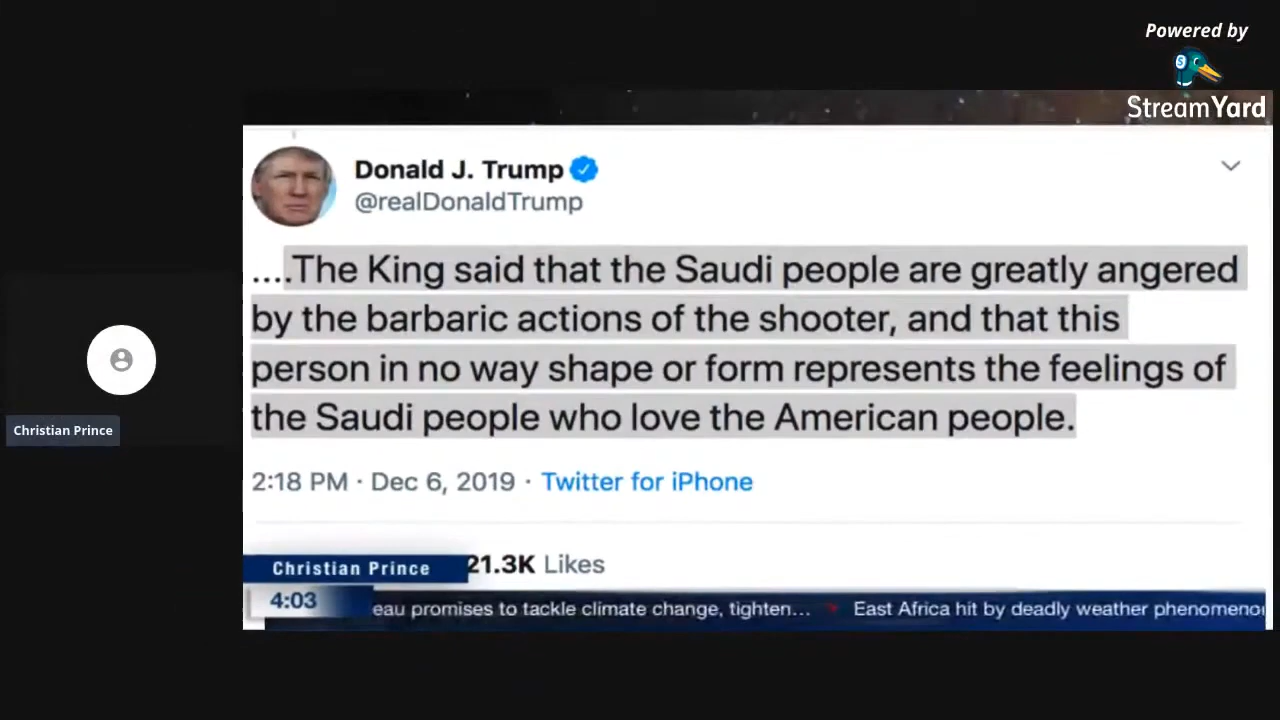 Powered by
StreamYard
Donald J. Trump
@realDonaldTrump
....The King said that the Saudi people are greatly angered
by the barbaric actions of the shooter, and that this
person in no way shape or form represents the feelings of
the Saudi people who love the American people.
2:18 PM · Dec 6, 2019 · Twitter for iPhone
21.3K Likes
Christian Prince
Christian Prince
4:03
promises to tackle climate change, tighten... East Africa hit by deadly weather